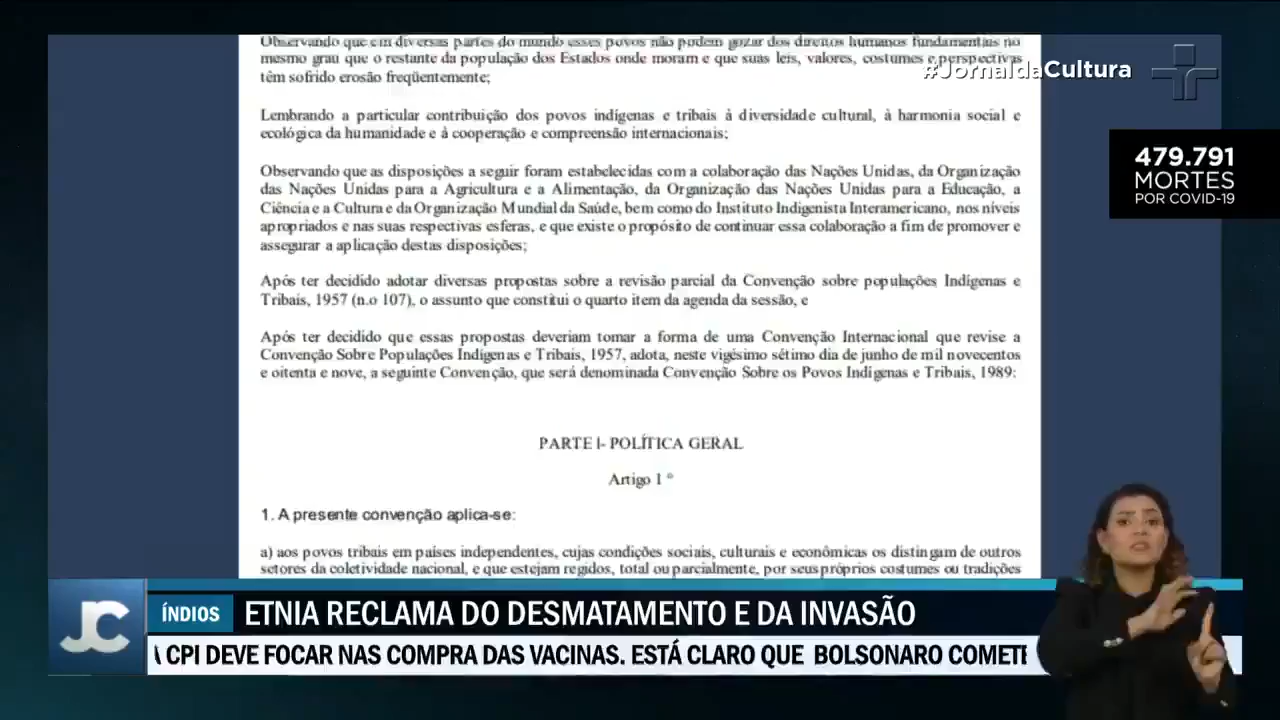 Observando que em diversas partes do mundo esses povos não podem gozar dos direitos humanos fundamentais no
mesmo grau que o restante da população dos Estados onde moram e que suas leis, valores, costumes e perspectivas
têm sofrido erosão freqüentemente;
#JornaldaCultura
Lembrando a particular contribuição dos povos indígenas e tribais à diversidade cultural, à harmonia social e
ecológica da humanidade e à cooperação e compreensão internacionais;
Observando que as disposições a seguir foram estabelecidas com a colaboração das Nações Unidas, da Organização
das Nações Unidas para a Agricultura e a Alimentação, da Organização das Nações Unidas para a Educação, a
Ciência e a Cultura e da Organização Mundial da Saúde, bem como do Instituto Indigenista Interamericano, nos níveis
apropriados e nas suas respectivas esferas, e que existe o propósito de continuar essa colaboração a fim de promover e
assegurar a aplicação destas disposições;
479.791
MORTES
POR COVID-19
Após ter decidido adotar diversas propostas sobre a revisão parcial da Convenção sobre populações Indígenas e
Tribais, 1957 (n.o 107), o assunto que constitui o quarto item da agenda da sessão, e
Após ter decidido que essas propostas deveriam tomar a forma de uma Convenção Internacional que revise a
Convenção Sobre Populações Indígenas e Tribais, 1957, adota, neste vigésimo sétimo dia de junho de mil novecentos
e oitenta e nove, a seguinte Convenção, que será denominada Convenção Sobre os Povos Indígenas e Tribais, 1989:
PARTE I- POLÍTICA GERAL
Artigo 1 º
1. A presente convenção aplica-se:
a) aos povos tribais em países independentes, cujas condições sociais, culturais e econômicas os distingam de outros
setores da coletividade nacional, e que estejam regidos, total ou parcialmente, por seus próprios costumes ou tradições
JC
ÍNDIOS ETNIA RECLAMA DO DESMATAMENTO E DA INVASÃO
A CPI DEVE FOCAR NAS COMPRA DAS VACINAS. ESTÁ CLARO QUE BOLSONARO COMETE